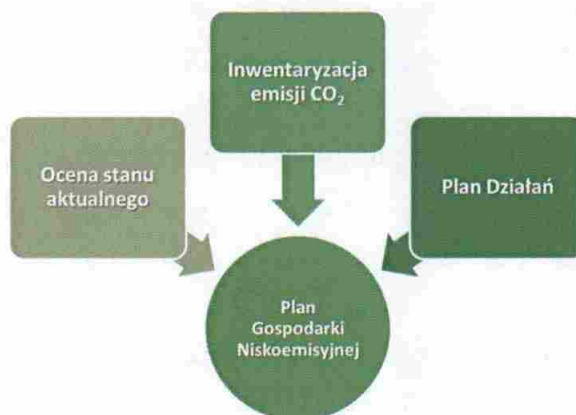 Inwentaryzacja
emisji CO₂
Ocena stanu
aktualnego
Plan Działań
Plan
Gospodarki
Niskoemisyjnej